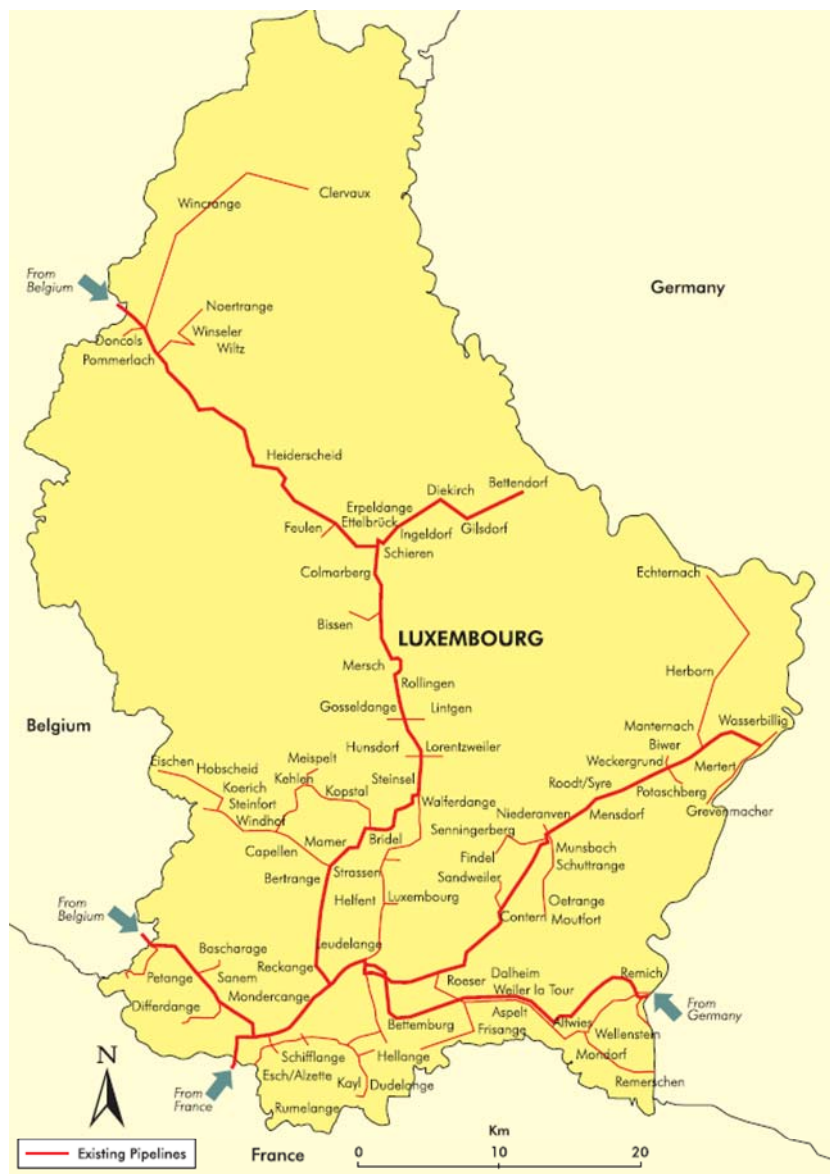 Clervaux
Wincrange
From
Belgium
Germany
Noertrange
Doncols
Winseler
Wiltz
Pommerlach
Heiderscheid
Bettendorf
Diekirch
Erpeldange
Ettelbrück
Feulen
Ingeldorf
Gilsdorf
Schieren
Colmarberg
Echternach
Bissen
LUXEMBOURG
Mersch
Herborn
Rollingen
Gosseldange
Lintgen
Belgium
Manternach
Wasserbillig
Hunsdorf
Lorentzweiler
Biwer
Eischen
Meispelt
Weckergrund
Hobscheid
Kehlen
Steinsel
Mertert
Koerich
Kopstal
Roodt/Syre
Potaschberg
Steinfort
Walferdange
Niederanven
Mensdorf
Grevenmacher
Windhof
Senningerberg
Mamer
Bridel
Capellen
Munsbach
Findel
Schuttrange
Bertrange
Strassen
Sandweiler
Helfent
Luxembourg
Oetrange
From
Belgium
Contern
Moutfort
Bascharage
Leudelange
Petange
Sanem
Reckange
Roeser
Dalheim
Remich
Mondercange
Weiler la Tour
Differdange
From
Germany
Aspelt
Bettemburg
Altwies
Frisange
Wellenstein
N
Schifflange
Hellange
Mondorf
Esch/Alzette
Kayl
Dudelange
Remerschen
From
France
Rumelange
Km
Existing Pipelines
France
0
10
20